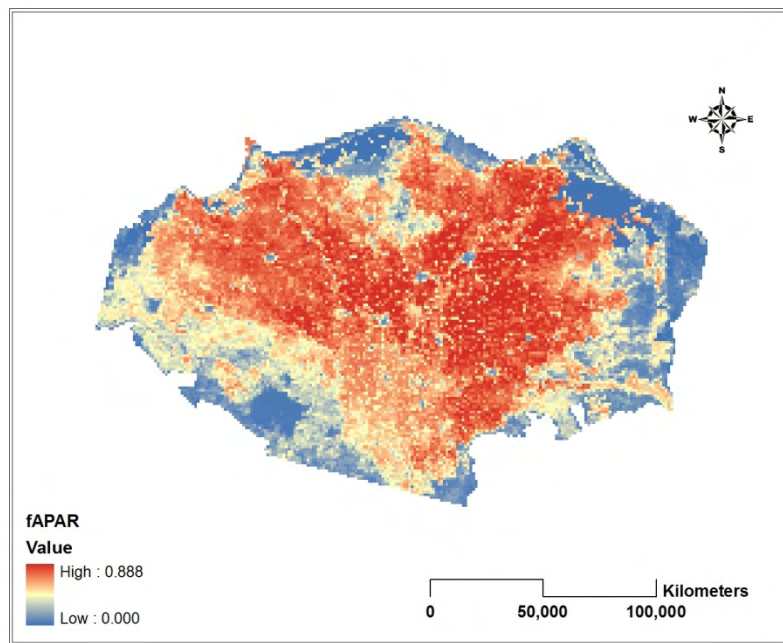 N
W E
S
fAPAR
Value
High : 0.888
Low : 0.000
Kilometers
0 50,000 100,000